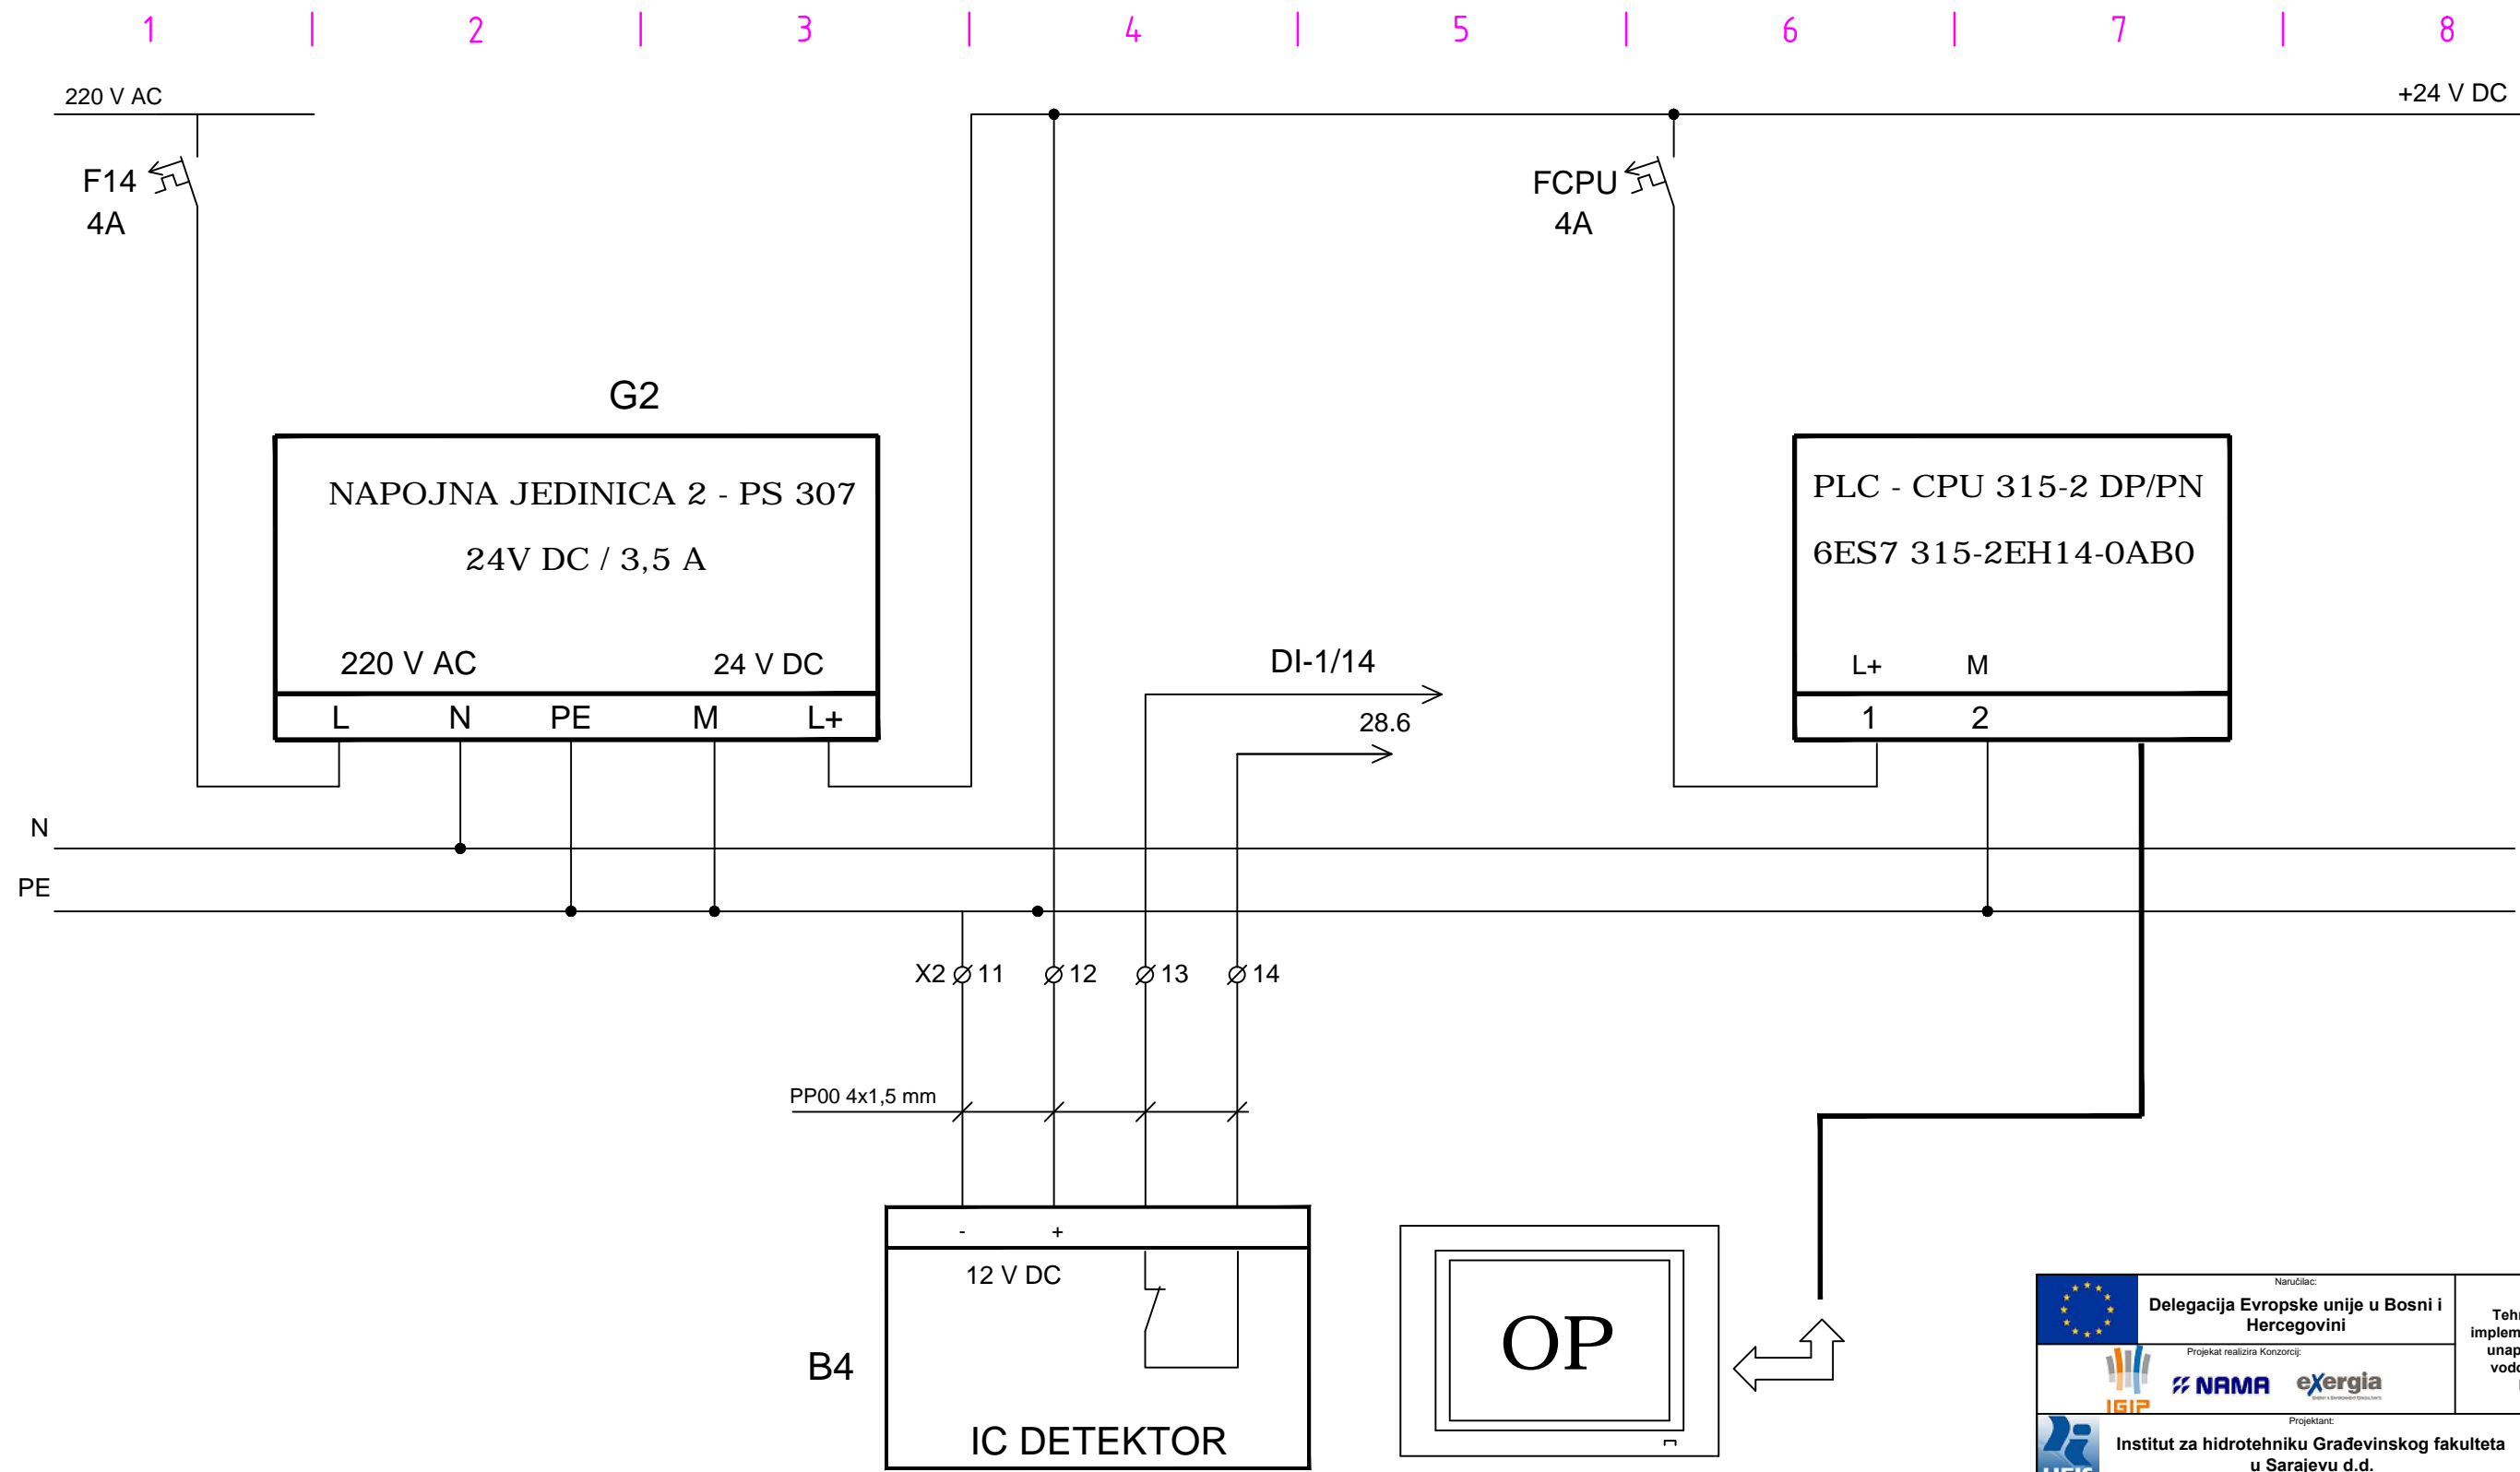 1 2 3 4 5 6 7 8
220 V AC
+24 V DC
F14
4A
FCPU
4A
G2
NAPOJNA JEDINICA 2 - PS 307
24V DC / 3,5 A
220 V AC 24 V DC
L N PE M L+
PLC - CPU 315-2 DP/PN
6ES7 315-2EH14-0AB0
L+ M
1 2
DI-1/14
28.6
N
PE
X2 11 12 13 14
PP00 4x1,5 mm
- +
12 V DC
B4
IC DETEKTOR
OP
Naručilac:
Delegacija Evropske unije u Bosni i
Hercegovini
Projekat realizira Konzorcij:
IGIP
NAMA
eXergia
Projektant:
Institut za hidrotehniku Građevinskog fakulteta
u Sarajevu d.d.